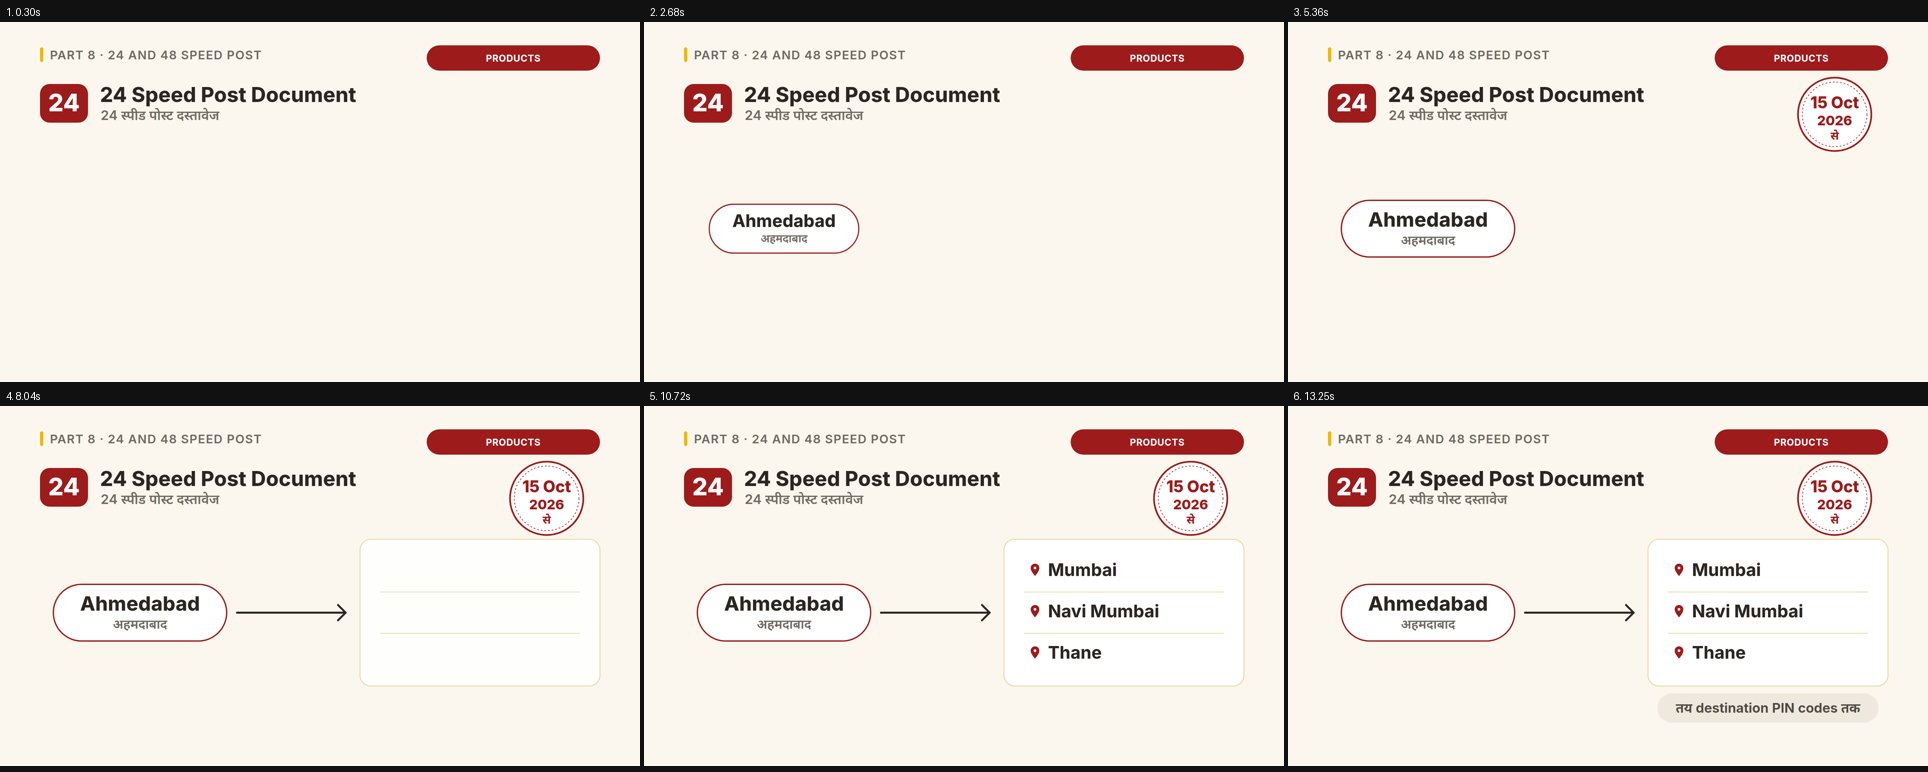 1. 0.30s
PART 8 · 24 AND 48 SPEED POST
PRODUCTS
24
24 Speed Post Document
24 स्पीड पोस्ट दस्तावेज
2. 2.68s
PART 8 · 24 AND 48 SPEED POST
PRODUCTS
24
24 Speed Post Document
24 स्पीड पोस्ट दस्तावेज
Ahmedabad
अहमदाबाद
3. 5.36s
PART 8 · 24 AND 48 SPEED POST
PRODUCTS
24
24 Speed Post Document
24 स्पीड पोस्ट दस्तावेज
15 Oct
2026
से
Ahmedabad
अहमदाबाद
4. 8.04s
PART 8 · 24 AND 48 SPEED POST
PRODUCTS
24
24 Speed Post Document
24 स्पीड पोस्ट दस्तावेज
15 Oct
2026
से
Ahmedabad
अहमदाबाद
5. 10.72s
PART 8 · 24 AND 48 SPEED POST
PRODUCTS
24
24 Speed Post Document
24 स्पीड पोस्ट दस्तावेज
15 Oct
2026
से
Ahmedabad
अहमदाबाद
Mumbai
Navi Mumbai
Thane
6. 13.25s
PART 8 · 24 AND 48 SPEED POST
PRODUCTS
24
24 Speed Post Document
24 स्पीड पोस्ट दस्तावेज
15 Oct
2026
से
Ahmedabad
अहमदाबाद
Mumbai
Navi Mumbai
Thane
तय destination PIN codes तक